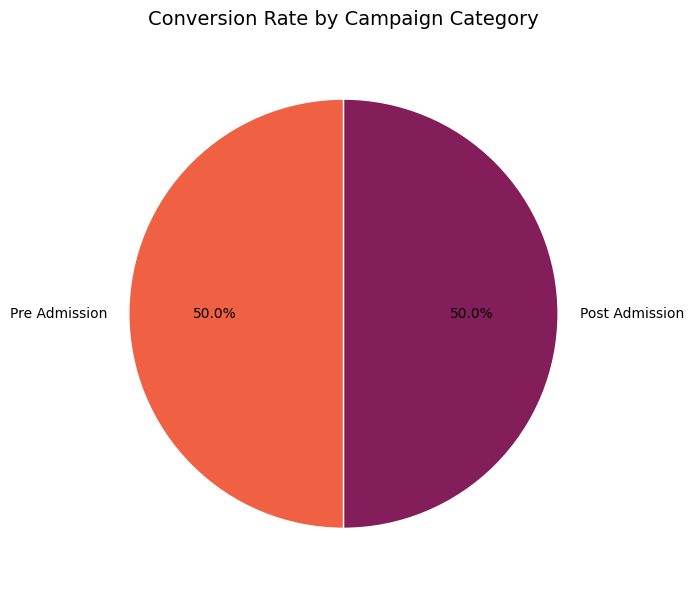 Conversion Rate by Campaign Category
Pre Admission
50.0%
50.0%
Post Admission